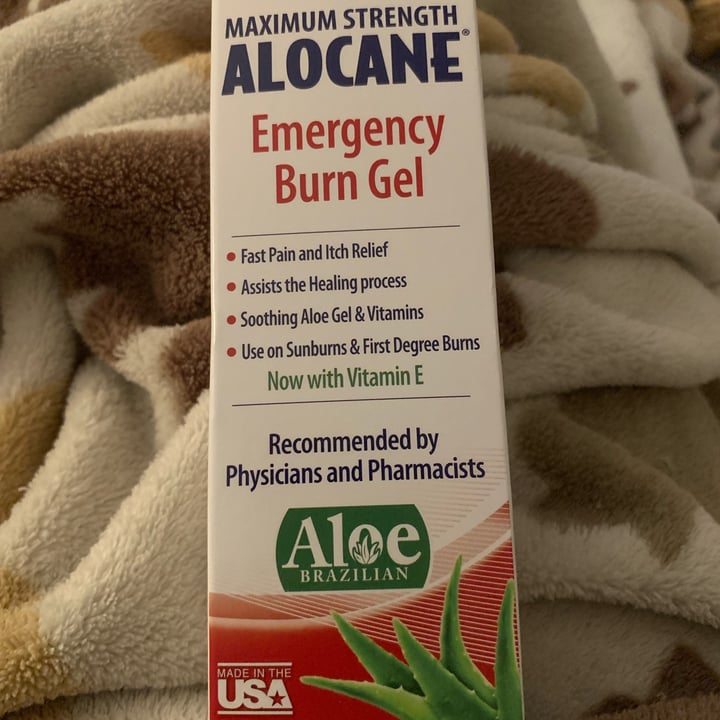 MAXIMUM STRENGTH
ALOCANE®
Emergency
Burn Gel
• Fast Pain and Itch Relief
• Assists the Healing process
• Soothing Aloe Gel & Vitamins
• Use on Sunburns & First Degree Burns
Now with Vitamin E
Recommended by
Physicians and Pharmacists
Aloe
BRAZILIAN
MADE IN THE
USA